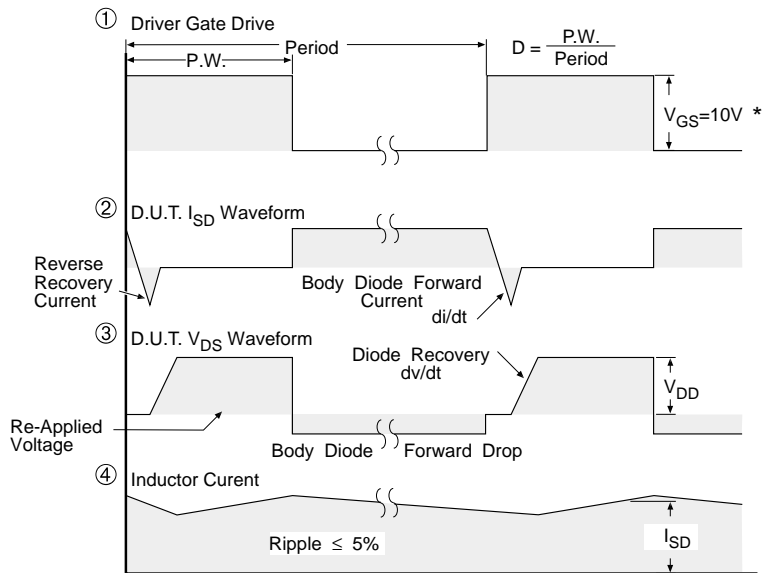 ① Driver Gate Drive
Period
P.W.
D = P.W. / Period
V_GS=10V *
② D.U.T. I_SD Waveform
Reverse
Recovery
Current
Body Diode Forward
Current
di/dt
③ D.U.T. V_DS Waveform
Diode Recovery
dv/dt
V_DD
Re-Applied
Voltage
Body Diode Forward Drop
④ Inductor Curent
Ripple ≤ 5%
I_SD
*